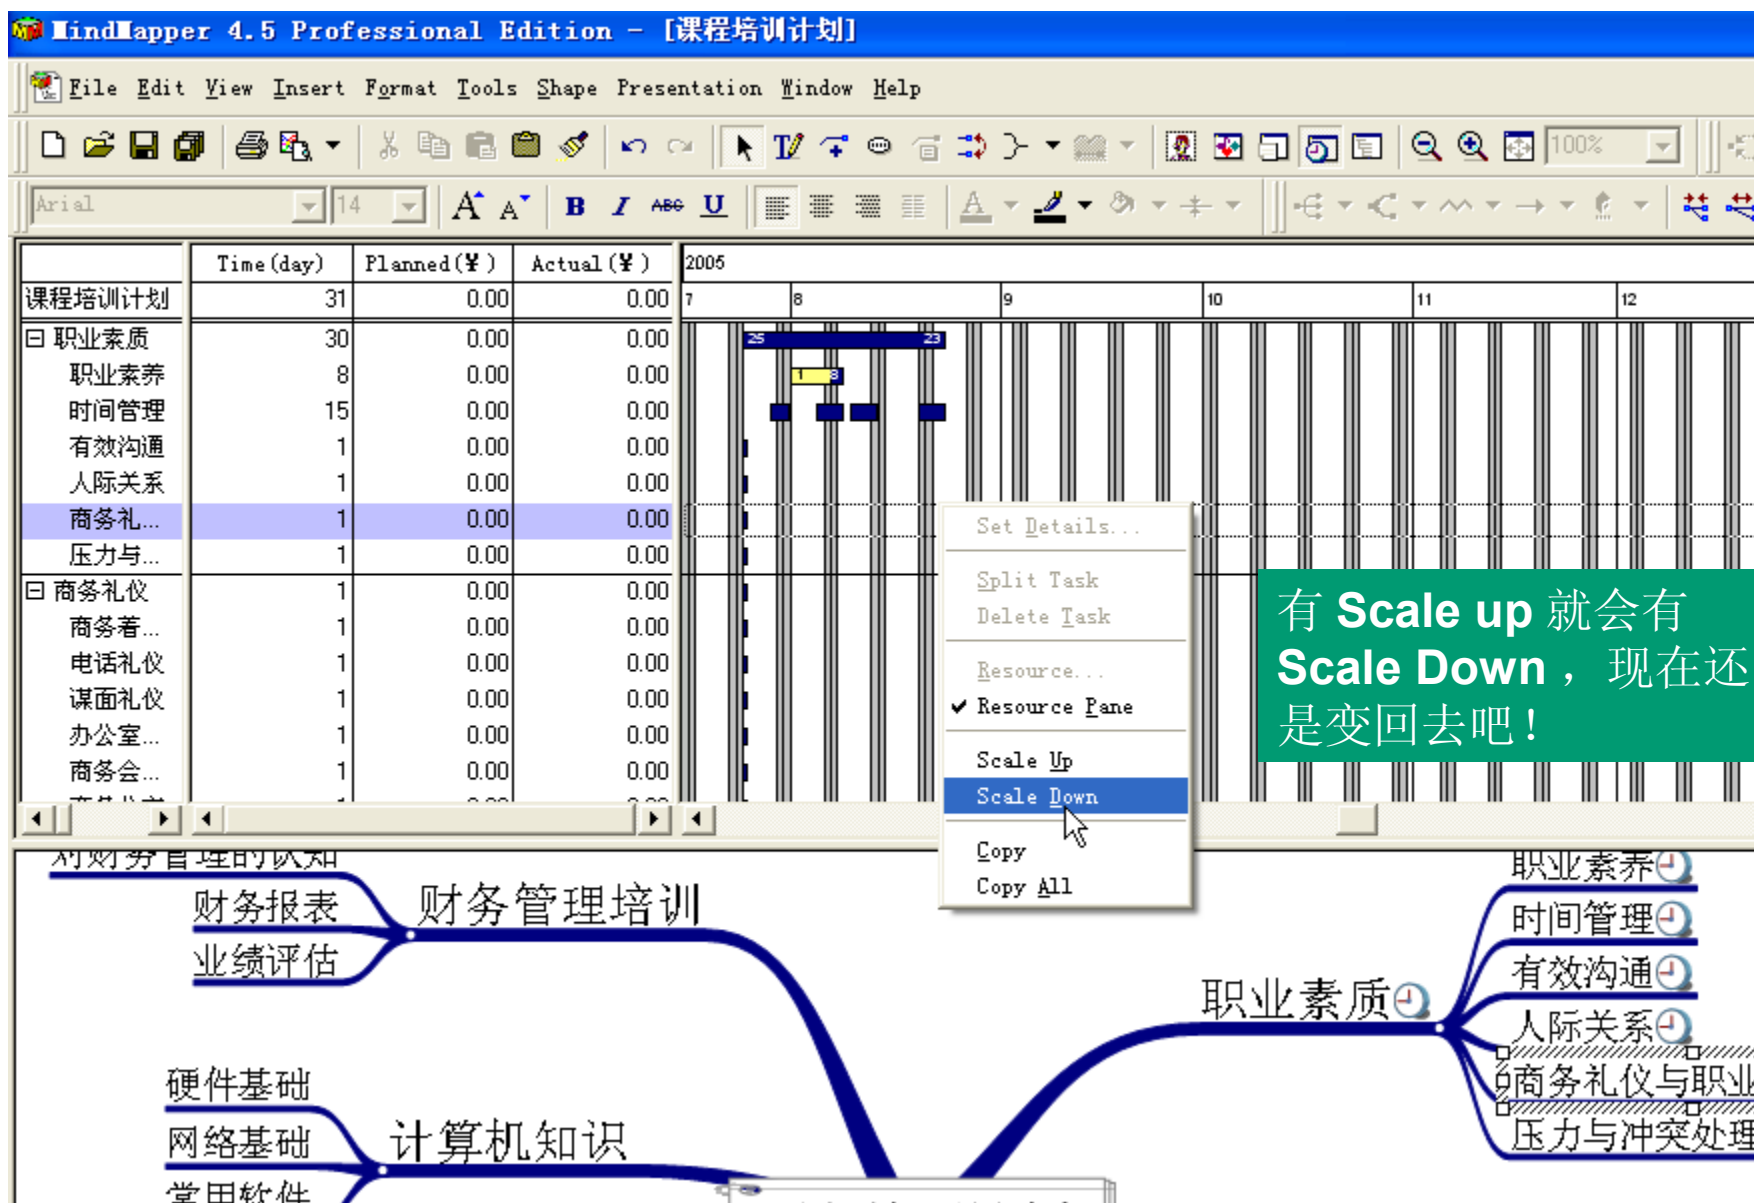 MindMapper 4.5 Professional Edition - [课程培训计划]
File Edit View Insert Format Tools Shape Presentation Window Help
100%
Arial 14
Time(day) Planned(¥) Actual(¥) 2005
课程培训计划 31 0.00 0.00 7 8 9 10 11 12
职业素质 30 0.00 0.00 25 23
职业素养 8 0.00 0.00 1 8
时间管理 15 0.00 0.00
有效沟通 1 0.00 0.00
人际关系 1 0.00 0.00
商务礼... 1 0.00 0.00
压力与... 1 0.00 0.00
商务礼仪 1 0.00 0.00
商务着... 1 0.00 0.00
电话礼仪 1 0.00 0.00
谋面礼仪 1 0.00 0.00
办公室... 1 0.00 0.00
商务会... 1 0.00 0.00
Set Details...
Split Task
Delete Task
Resource...
Resource Pane
Scale Up
Scale Down
Copy
Copy All
有 Scale up 就会有
Scale Down ，现在还
是变回去吧！
对财务管理的认知
财务报表
业绩评估
财务管理培训
硬件基础
网络基础
常用软件
计算机知识
职业素质
职业素养
时间管理
有效沟通
人际关系
商务礼仪与职业
压力与冲突处理